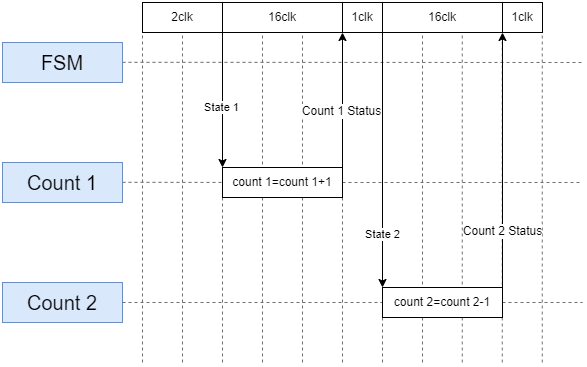 2clk
16clk
1clk
16clk
1clk
FSM
State 1
Count 1 Status
Count 1
count 1=count 1+1
State 2
Count 2 Status
Count 2
count 2=count 2-1